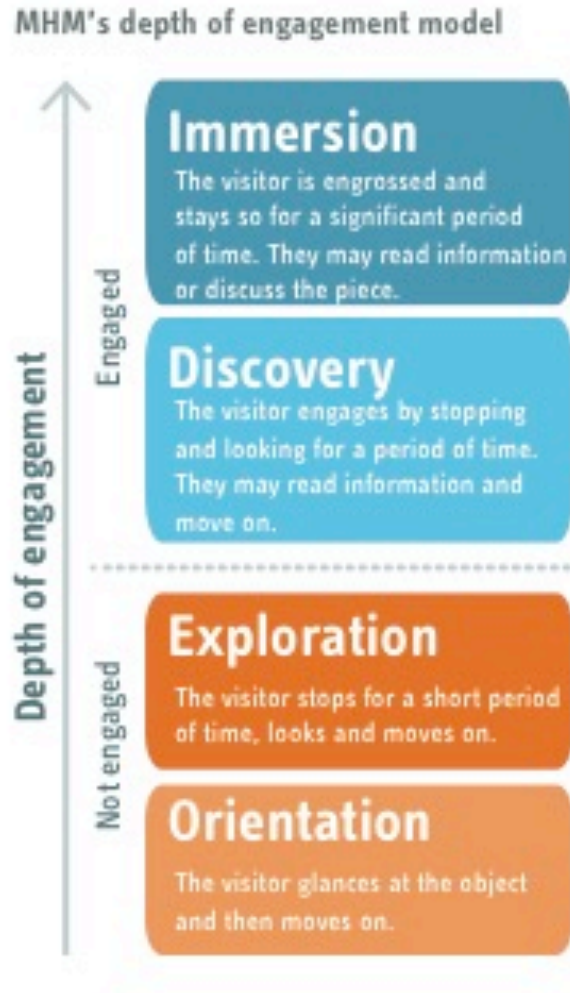 MHM's depth of engagement model
Depth of engagement
Engaged
Immersion
The visitor is engrossed and
stays so for a significant period
of time. They may read information
or discuss the piece.
Discovery
The visitor engages by stopping
and looking for a period of time.
They may read information and
move on.
Not engaged
Exploration
The visitor stops for a short period
of time, looks and moves on.
Orientation
The visitor glances at the object
and then moves on.